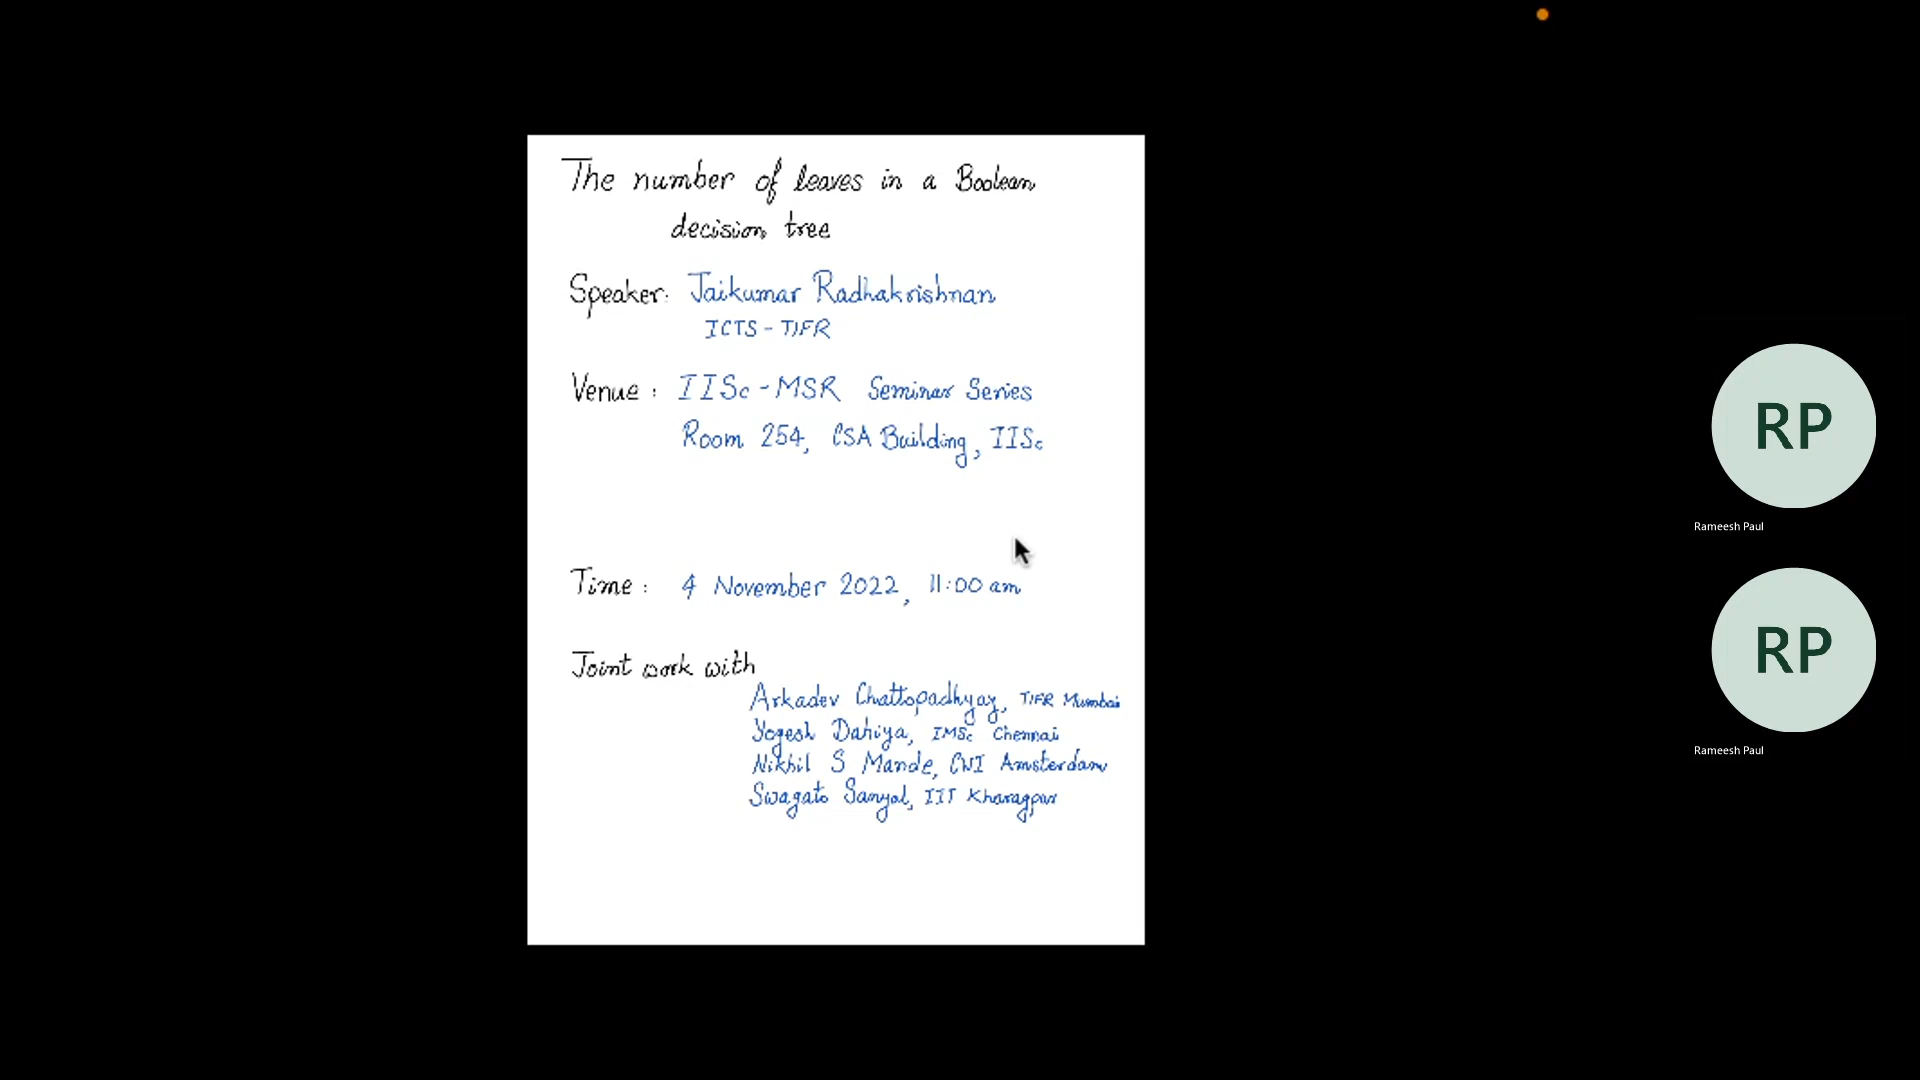 The number of leaves in a Boolean
decision tree
Speaker: Jaikumar Radhakrishnan
ICTS - TIFR
Venue : IISc - MSR Seminar Series
Room 254, CSA Building, IISc
Time : 4 November 2022, 11:00 am
Joint work with
Arkadev Chattopadhyay, TIFR Mumbai
Yogesh Dahiya, IMSc Chennai
Nikhil S Mande, CWI Amsterdam
Swagato Sanyal, IIT Kharagpur
RP
Rameesh Paul
RP
Rameesh Paul